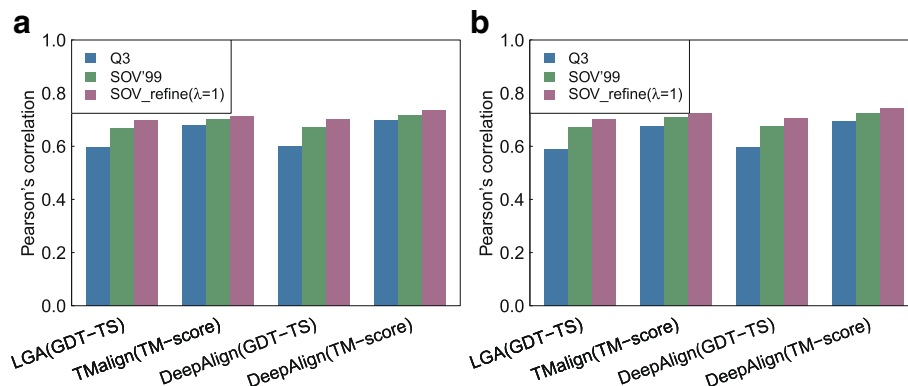 a
1.0
0.8
0.6
0.4
0.2
0.0
Pearson's correlation
Q3
SOV'99
SOV_refine(λ=1)
LGA(GDT−TS)
TMalign(TM−score)
DeepAlign(GDT−TS)
DeepAlign(TM−score)
b
1.0
0.8
0.6
0.4
0.2
0.0
Pearson's correlation
Q3
SOV'99
SOV_refine(λ=1)
LGA(GDT−TS)
TMalign(TM−score)
DeepAlign(GDT−TS)
DeepAlign(TM−score)